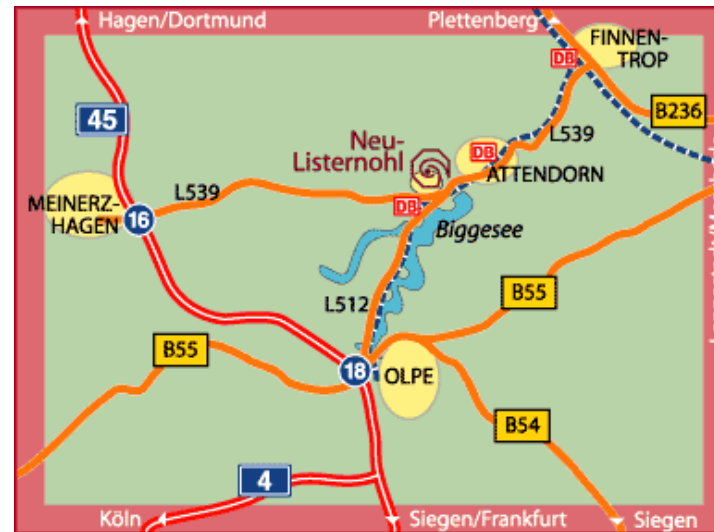 Hagen/Dortmund
Plettenberg
FINNEN-
TROP
DB
B236
45
L539
Neu-
Listernohl
DB
ATTENDORN
MEINERZ-
HAGEN
L539
16
DB
Biggesee
L512
B55
B55
18
OLPE
B54
4
Köln
Siegen/Frankfurt
Siegen